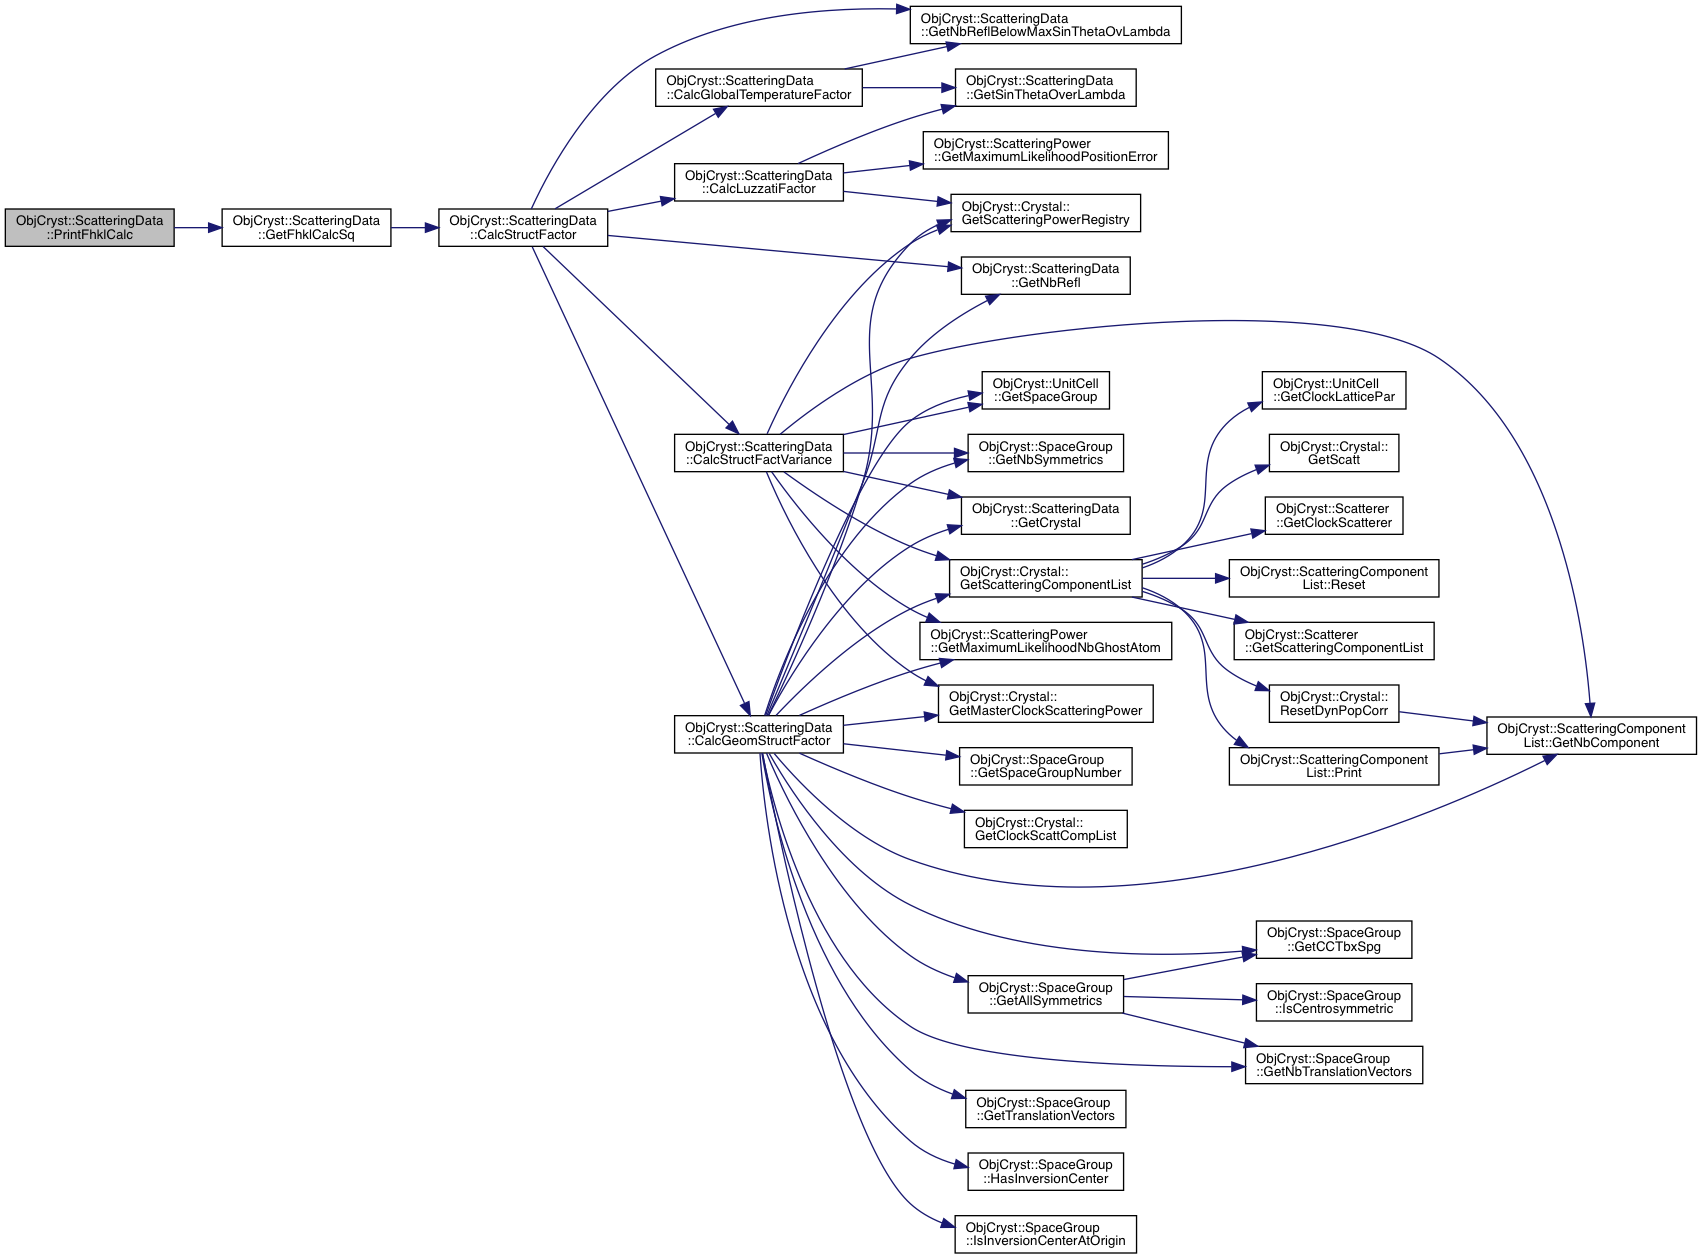 ObjCryst::ScatteringData
::PrintFhklCalc
ObjCryst::ScatteringData
::GetFhklCalcSq
ObjCryst::ScatteringData
::CalcStructFactor
ObjCryst::ScatteringData
::GetNbReflBelowMaxSinThetaOvLambda
ObjCryst::ScatteringData
::CalcGlobalTemperatureFactor
ObjCryst::ScatteringData
::GetSinThetaOverLambda
ObjCryst::ScatteringData
::CalcLuzzatiFactor
ObjCryst::ScatteringPower
::GetMaximumLikelihoodPositionError
ObjCryst::Crystal::
GetScatteringPowerRegistry
ObjCryst::ScatteringData
::GetNbRefl
ObjCryst::ScatteringData
::CalcStructFactVariance
ObjCryst::UnitCell
::GetSpaceGroup
ObjCryst::SpaceGroup
::GetNbSymmetrics
ObjCryst::ScatteringData
::GetCrystal
ObjCryst::Crystal::
GetScatteringComponentList
ObjCryst::UnitCell
::GetClockLatticePar
ObjCryst::Crystal::
GetScatt
ObjCryst::Scatterer
::GetClockScatterer
ObjCryst::ScatteringComponent
List::Reset
ObjCryst::Scatterer
::GetScatteringComponentList
ObjCryst::Crystal::
ResetDynPopCorr
ObjCryst::ScatteringComponent
List::Print
ObjCryst::ScatteringComponent
List::GetNbComponent
ObjCryst::ScatteringPower
::GetMaximumLikelihoodNbGhostAtom
ObjCryst::Crystal::
GetMasterClockScatteringPower
ObjCryst::ScatteringData
::CalcGeomStructFactor
ObjCryst::SpaceGroup
::GetSpaceGroupNumber
ObjCryst::Crystal::
GetClockScattCompList
ObjCryst::SpaceGroup
::GetCCTbxSpg
ObjCryst::SpaceGroup
::GetAllSymmetrics
ObjCryst::SpaceGroup
::IsCentrosymmetric
ObjCryst::SpaceGroup
::GetNbTranslationVectors
ObjCryst::SpaceGroup
::GetTranslationVectors
ObjCryst::SpaceGroup
::HasInversionCenter
ObjCryst::SpaceGroup
::IsInversionCenterAtOrigin